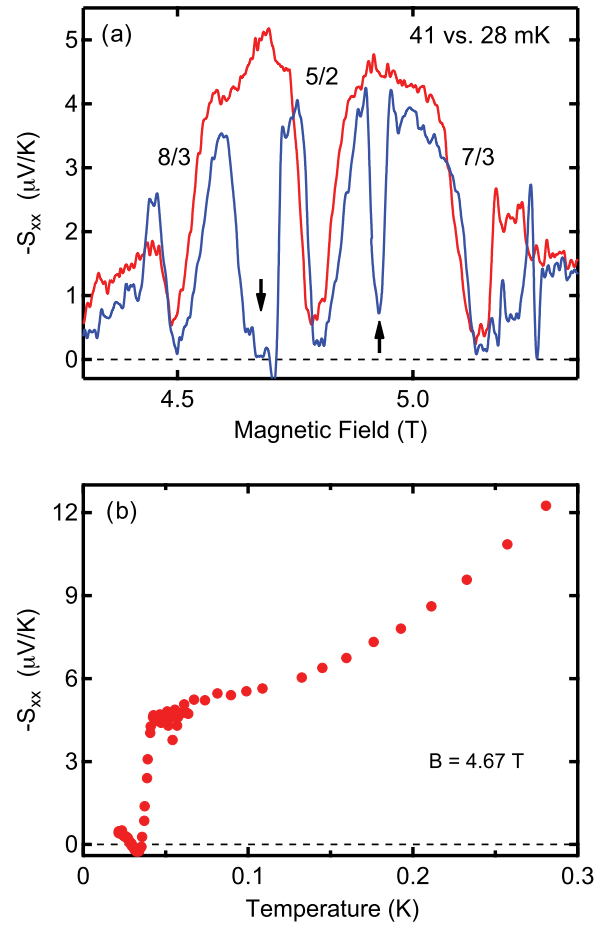 (a)
41 vs. 28 mK
5/2
8/3
7/3
-Sxx (μV/K)
5
4
3
2
1
0
4.5
5.0
Magnetic Field (T)
(b)
-Sxx (μV/K)
12
9
6
3
0
B = 4.67 T
0
0.1
0.2
0.3
Temperature (K)